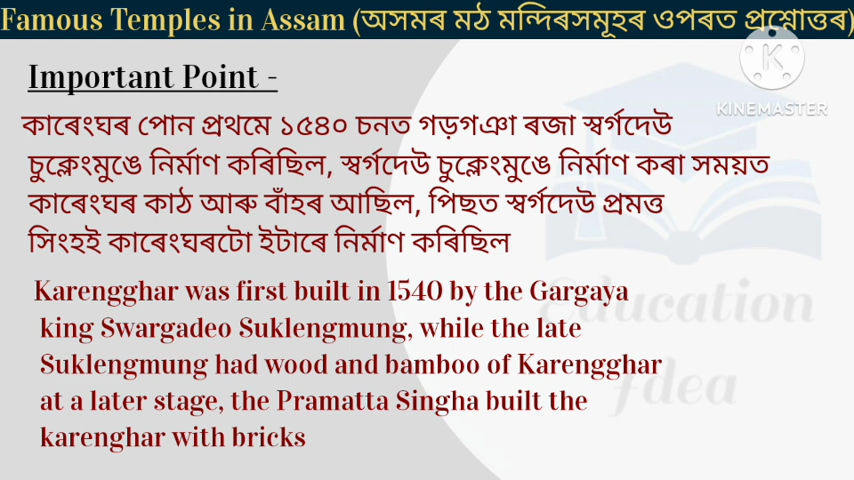 Famous Temples in Assam (অসমৰ মঠ মন্দিৰসমূহৰ ওপৰত প্ৰশ্নোত্তৰ)
KINEMASTER
Important Point -
কাৰেংঘৰ পোন প্ৰথমে ১৫৪০ চনত গড়গঞা ৰজা স্বৰ্গদেউ
চুক্লেংমুঙে নিৰ্মাণ কৰিছিল, স্বৰ্গদেউ চুক্লেংমুঙে নিৰ্মাণ কৰা সময়ত
কাৰেংঘৰ কাঠ আৰু বাঁহৰ আছিল, পিছত স্বৰ্গদেউ প্ৰমত্ত
সিংহই কাৰেংঘৰটো ইটাৰে নিৰ্মাণ কৰিছিল
Karengghar was first built in 1540 by the Gargaya
king Swargadeo Suklengmung, while the late
Suklengmung had wood and bamboo of Karengghar
at a later stage, the Pramatta Singha built the
karenghar with bricks
Education
Idea